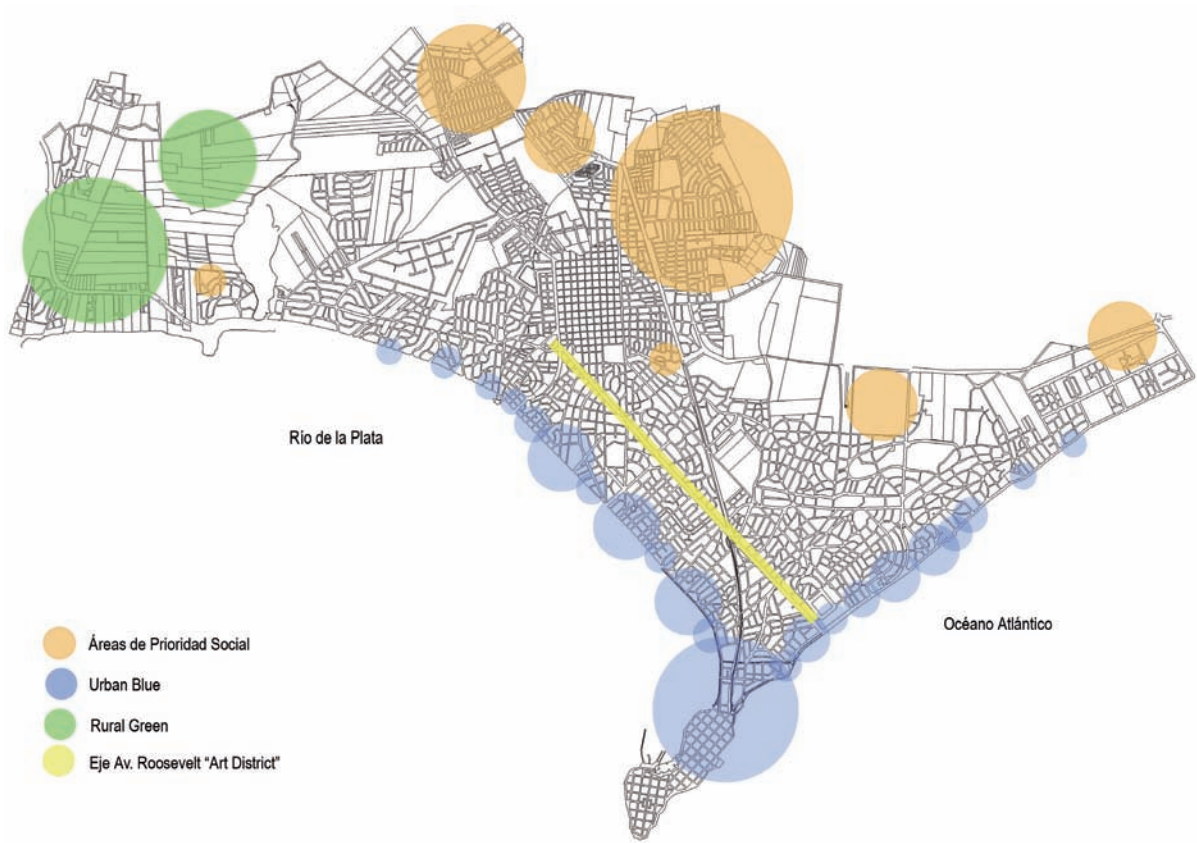 Río de la Plata
Océano Atlántico
Áreas de Prioridad Social
Urban Blue
Rural Green
Eje Av. Roosevelt “Art District”